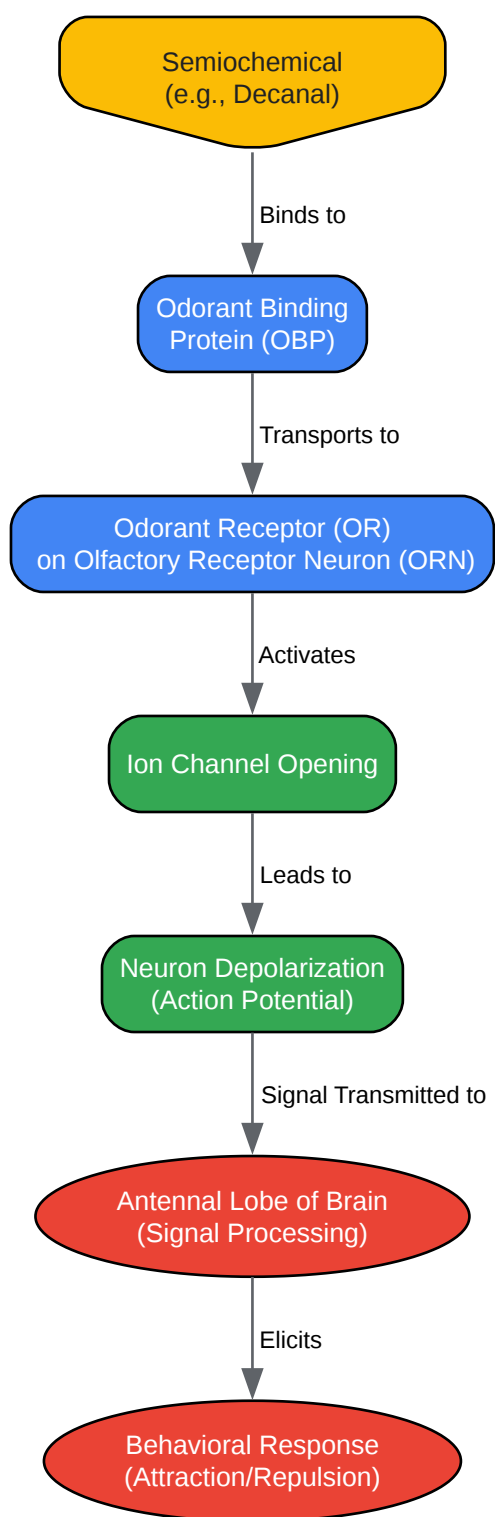 Semiochemical
(e.g., Decanal)
Binds to
Odorant Binding
Protein (OBP)
Transports to
Odorant Receptor (OR)
on Olfactory Receptor Neuron (ORN)
Activates
Ion Channel Opening
Leads to
Neuron Depolarization
(Action Potential)
Signal Transmitted to
Antennal Lobe of Brain
(Signal Processing)
Elicits
Behavioral Response
(Attraction/Repulsion)